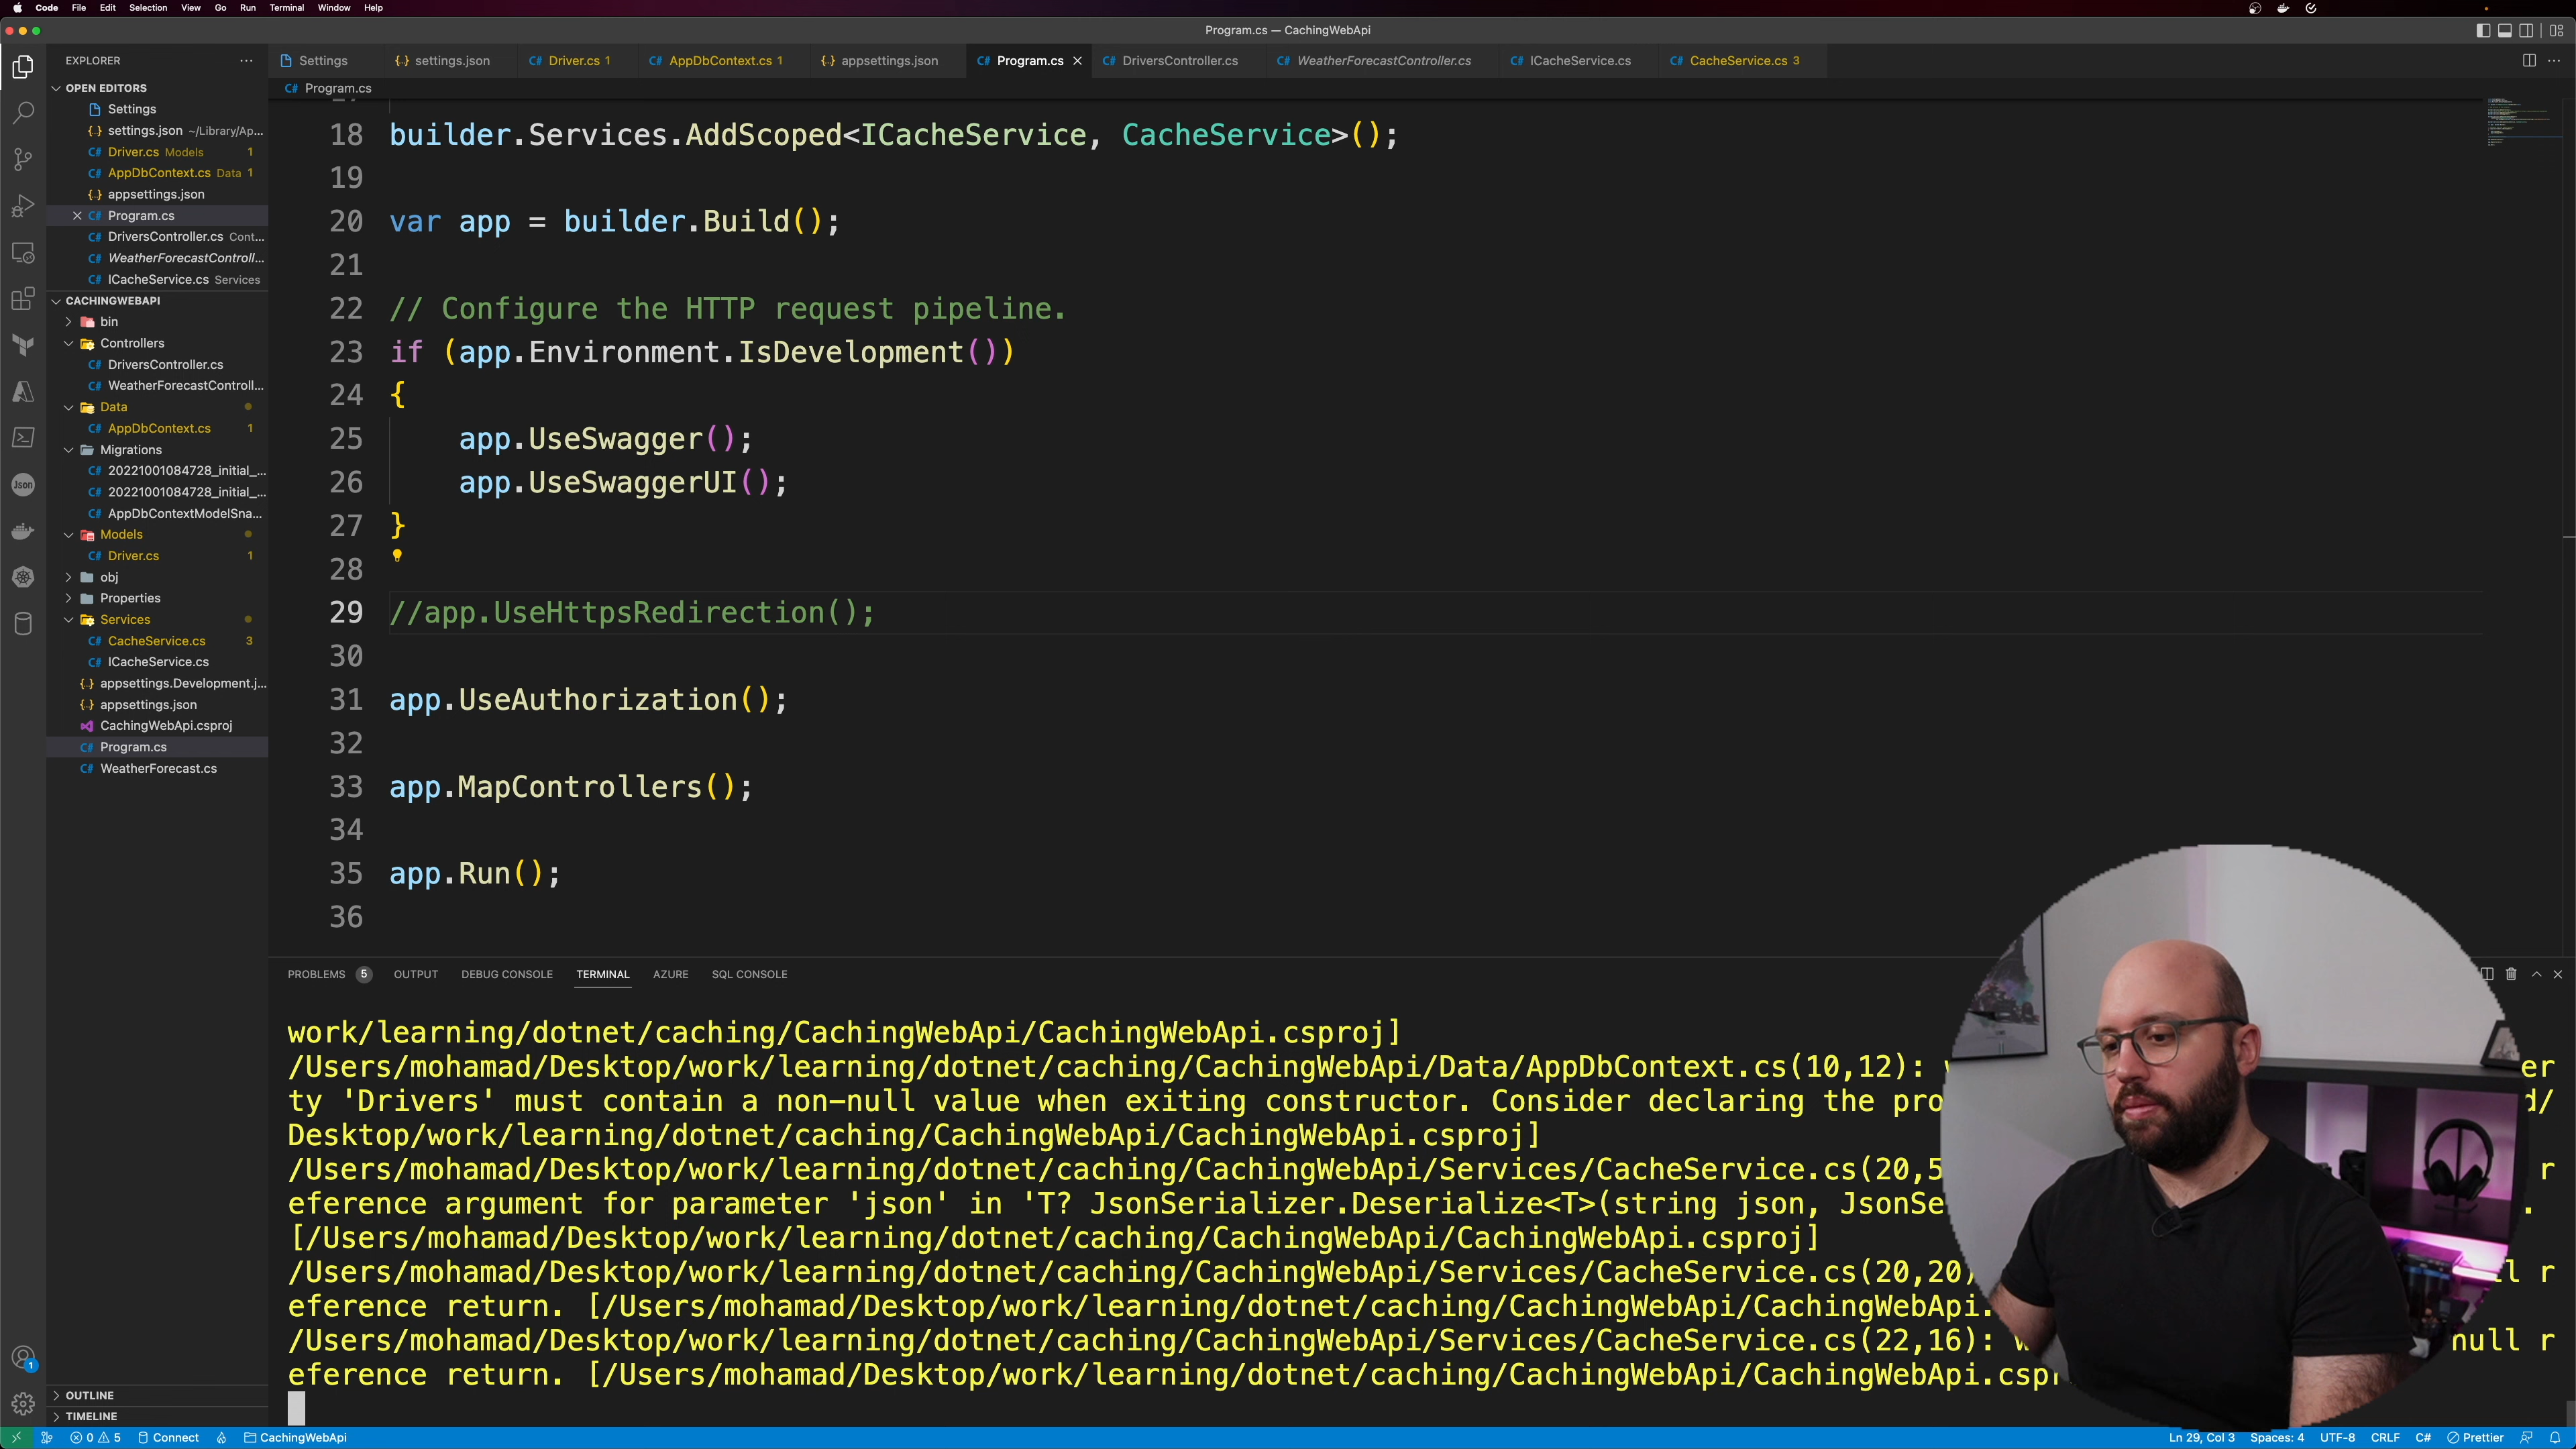 Code File Edit Selection View Go Run Terminal Window Help
Program.cs — CachingWebApi
EXPLORER
Settings
settings.json
Driver.cs 1
AppDbContext.cs 1
appsettings.json
Program.cs
DriversController.cs
WeatherForecastController.cs
ICacheService.cs
CacheService.cs 3
OPEN EDITORS
Settings
settings.json ~/Library/Ap...
Driver.cs Models 1
AppDbContext.cs Data 1
appsettings.json
Program.cs
DriversController.cs Cont...
WeatherForecastControll...
ICacheService.cs Services
CACHINGWEBAPI
bin
Controllers
DriversController.cs
WeatherForecastControll...
Data
AppDbContext.cs 1
Migrations
20221001084728_initial_...
20221001084728_initial_...
AppDbContextModelSna...
Models
Driver.cs 1
obj
Properties
Services
CacheService.cs 3
ICacheService.cs
appsettings.Development.j...
appsettings.json
CachingWebApi.csproj
Program.cs
WeatherForecast.cs
OUTLINE
TIMELINE
Json
1
Program.cs
18 builder.Services.AddScoped<ICacheService, CacheService>();
19
20 var app = builder.Build();
21
22 // Configure the HTTP request pipeline.
23 if (app.Environment.IsDevelopment())
24 {
25 app.UseSwagger();
26 app.UseSwaggerUI();
27 }
28
29 //app.UseHttpsRedirection();
30
31 app.UseAuthorization();
32
33 app.MapControllers();
34
35 app.Run();
36
PROBLEMS 5 OUTPUT DEBUG CONSOLE TERMINAL AZURE SQL CONSOLE
work/learning/dotnet/caching/CachingWebApi/CachingWebApi.csproj]
/Users/mohamad/Desktop/work/learning/dotnet/caching/CachingWebApi/Data/AppDbContext.cs(10,12): er
ty 'Drivers' must contain a non-null value when exiting constructor. Consider declaring the pro d/
Desktop/work/learning/dotnet/caching/CachingWebApi/CachingWebApi.csproj]
/Users/mohamad/Desktop/work/learning/dotnet/caching/CachingWebApi/Services/CacheService.cs(20,5 r
eference argument for parameter 'json' in 'T? JsonSerializer.Deserialize<T>(string json, JsonSe .
[/Users/mohamad/Desktop/work/learning/dotnet/caching/CachingWebApi/CachingWebApi.csproj]
/Users/mohamad/Desktop/work/learning/dotnet/caching/CachingWebApi/Services/CacheService.cs(20,20) ll r
eference return. [/Users/mohamad/Desktop/work/learning/dotnet/caching/CachingWebApi/CachingWebApi.
/Users/mohamad/Desktop/work/learning/dotnet/caching/CachingWebApi/Services/CacheService.cs(22,16): null r
eference return. [/Users/mohamad/Desktop/work/learning/dotnet/caching/CachingWebApi/CachingWebApi.cspr
0 5 Connect CachingWebApi Ln 29, Col 3 Spaces: 4 UTF-8 CRLF C# Prettier